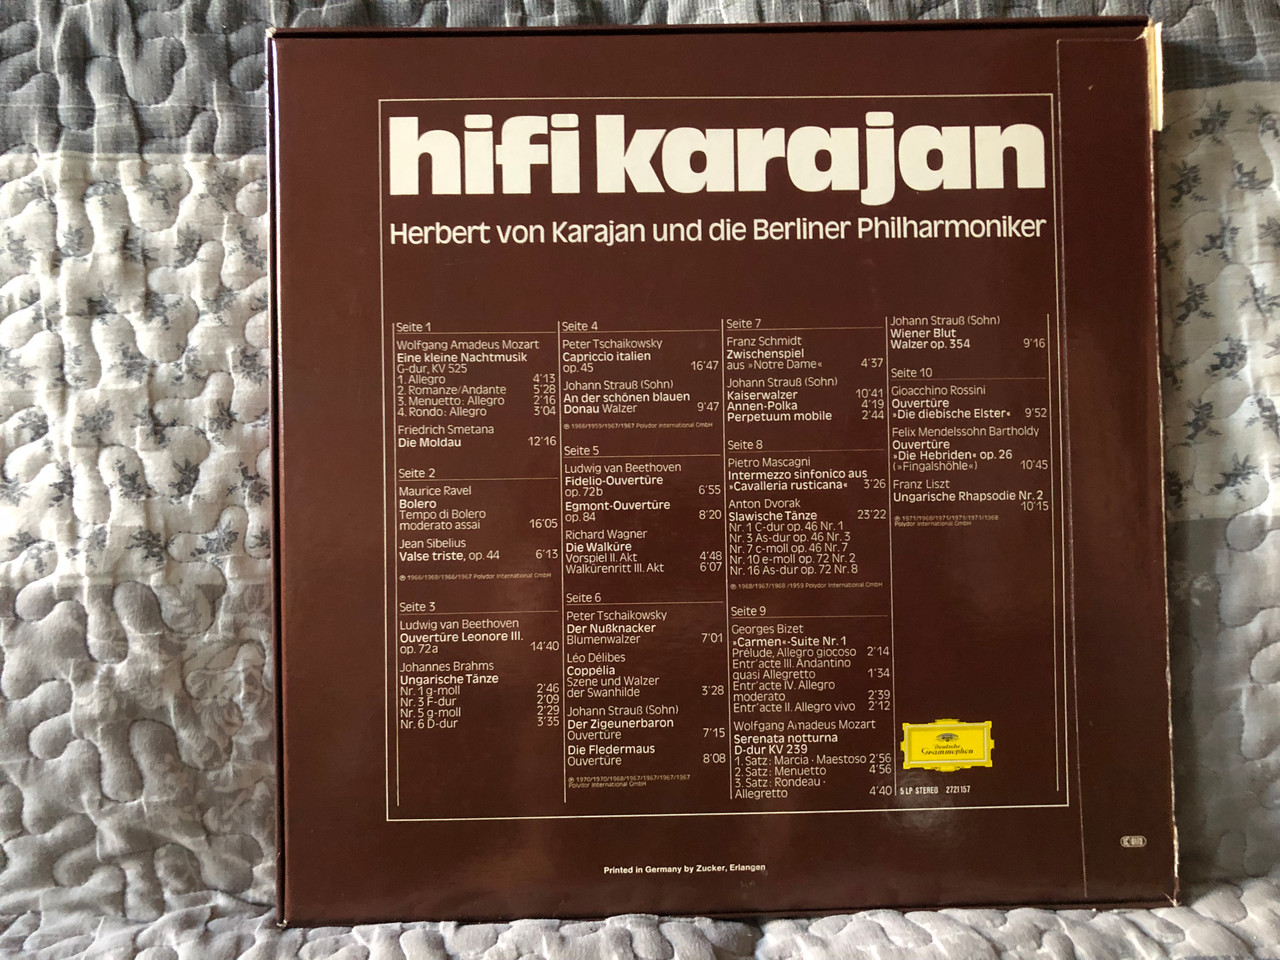 hifi karajan
Herbert von Karajan und die Berliner Philharmoniker
Seite 1
Wolfgang Amadeus Mozart
Eine kleine Nachtmusik
G-dur, KV 525
1. Allegro 4'13
2. Romanze/Andante 5'28
3. Menuetto: Allegro 2'16
4. Rondo: Allegro 3'04
Friedrich Smetana
Die Moldau 12'16
Seite 2
Maurice Ravel
Bolero
Tempo di Bolero
moderato assai 16'05
Jean Sibelius
Valse triste, op. 44 6'13
℗ 1966/1968/1966/1967 Polydor International GmbH
Seite 3
Ludwig van Beethoven
Ouvertüre Leonore III.
op. 72a 14'40
Johannes Brahms
Ungarische Tänze
Nr. 1 g-moll 2'46
Nr. 3 F-dur 2'09
Nr. 5 g-moll 2'29
Nr. 6 D-dur 3'35
Seite 4
Peter Tschaikowsky
Capriccio italien
op. 45 16'47
Johann Strauß (Sohn)
An der schönen blauen
Donau Walzer 9'47
℗ 1966/1959/1967/1967 Polydor International GmbH
Seite 5
Ludwig van Beethoven
Fidelio-Ouvertüre
op. 72b 6'55
Egmont-Ouvertüre
op. 84 8'20
Richard Wagner
Die Walküre
Vorspiel II. Akt 4'48
Walkürenritt III. Akt 6'07
Seite 6
Peter Tschaikowsky
Der Nußknacker
Blumenwalzer 7'01
Léo Délibes
Coppélia
Szene und Walzer
der Swanhilde 3'28
Johann Strauß (Sohn)
Der Zigeunerbaron
Ouvertüre 7'15
Die Fledermaus
Ouvertüre 8'08
℗ 1970/1970/1968/1967/1967/1967/1967
Polydor International GmbH
Seite 7
Franz Schmidt
Zwischenspiel
aus »Notre Dame« 4'37
Johann Strauß (Sohn)
Kaiserwalzer 10'41
Annen-Polka 4'19
Perpetuum mobile 2'44
Seite 8
Pietro Mascagni
Intermezzo sinfonico aus
»Cavalleria rusticana« 3'26
Anton Dvorak
Slawische Tänze 23'22
Nr. 1 C-dur op. 46 Nr. 1
Nr. 3 As-dur op. 46 Nr. 3
Nr. 7 c-moll op. 46 Nr. 7
Nr. 10 e-moll op. 72 Nr. 2
Nr. 16 As-dur op. 72 Nr. 8
℗ 1968/1967/1968/1959 Polydor International GmbH
Seite 9
Georges Bizet
»Carmen«-Suite Nr. 1
Prélude, Allegro giocoso 2'14
Entr'acte III. Andantino
quasi Allegretto 1'34
Entr'acte IV. Allegro
moderato 2'39
Entr'acte II. Allegro vivo 2'12
Wolfgang Amadeus Mozart
Serenata notturna
D-dur KV 239
1. Satz: Marcia · Maestoso 2'56
2. Satz: Menuetto 4'56
3. Satz: Rondeau ·
Allegretto 4'40
Johann Strauß (Sohn)
Wiener Blut
Walzer op. 354 9'16
Seite 10
Gioacchino Rossini
Ouvertüre
»Die diebische Elster« 9'52
Felix Mendelssohn Bartholdy
Ouvertüre
»Die Hebriden« op. 26
(»Fingalshöhle«) 10'45
Franz Liszt
Ungarische Rhapsodie Nr. 2
10'15
Polydor International GmbH
Deutsche
Grammophon
5 LP STEREO 2721157
Printed in Germany by Zucker, Erlangen